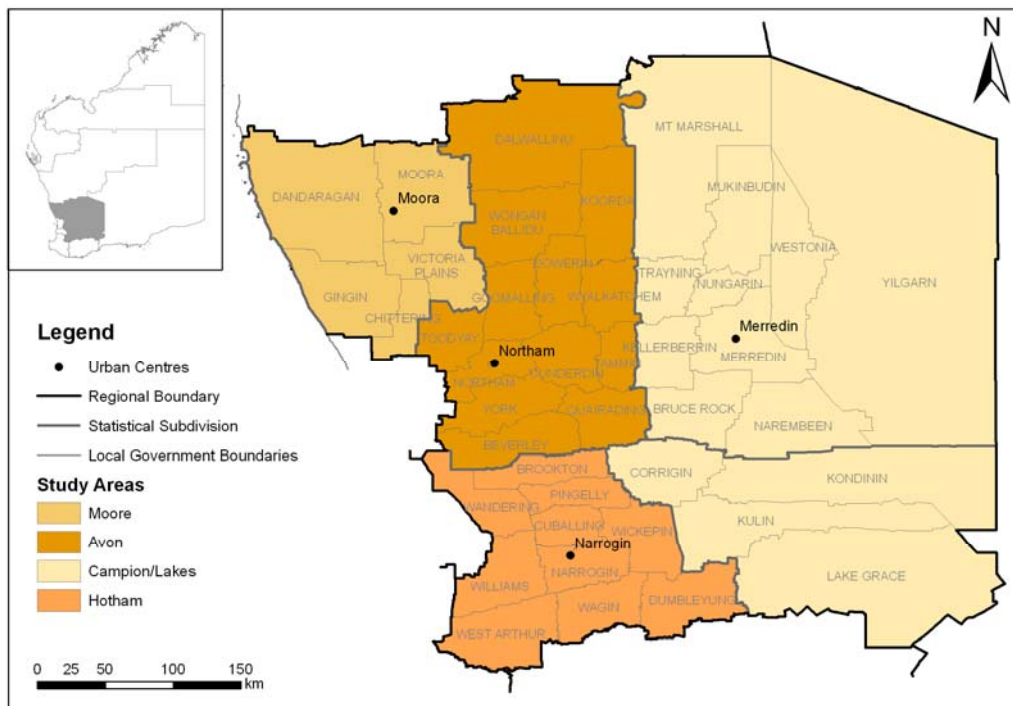 N
MT MARSHALL
DALWALLINU
MOORA
Moora
DANDARAGAN
KOORDA
MUKINBUDIN
WONGAN
BALLIDU
WESTONIA
VICTORIA
PLAINS
DOWERIN
TRAYNING
NUNGARIN
YILGARN
GINGIN
GOOMALLING
WYALKATCHEM
CHITTERING
TOODYAY
Merredin
KELLERBERRIN
MERREDIN
Northam
CUNDERDIN
TAMMIN
NORTHAM
YORK
QUAIRADING
BRUCE ROCK
NAREMBEEN
BEVERLEY
BROOKTON
CORRIGIN
KONDININ
PINGELLY
WANDERING
CUBALLING
WICKEPIN
KULIN
Narrogin
NARROGIN
LAKE GRACE
WILLIAMS
WAGIN
DUMBLEYUNG
WEST ARTHUR
Legend
Urban Centres
Regional Boundary
Statistical Subdivision
Local Government Boundaries
Study Areas
Moore
Avon
Campion/Lakes
Hotham
0 25 50 100 150
km